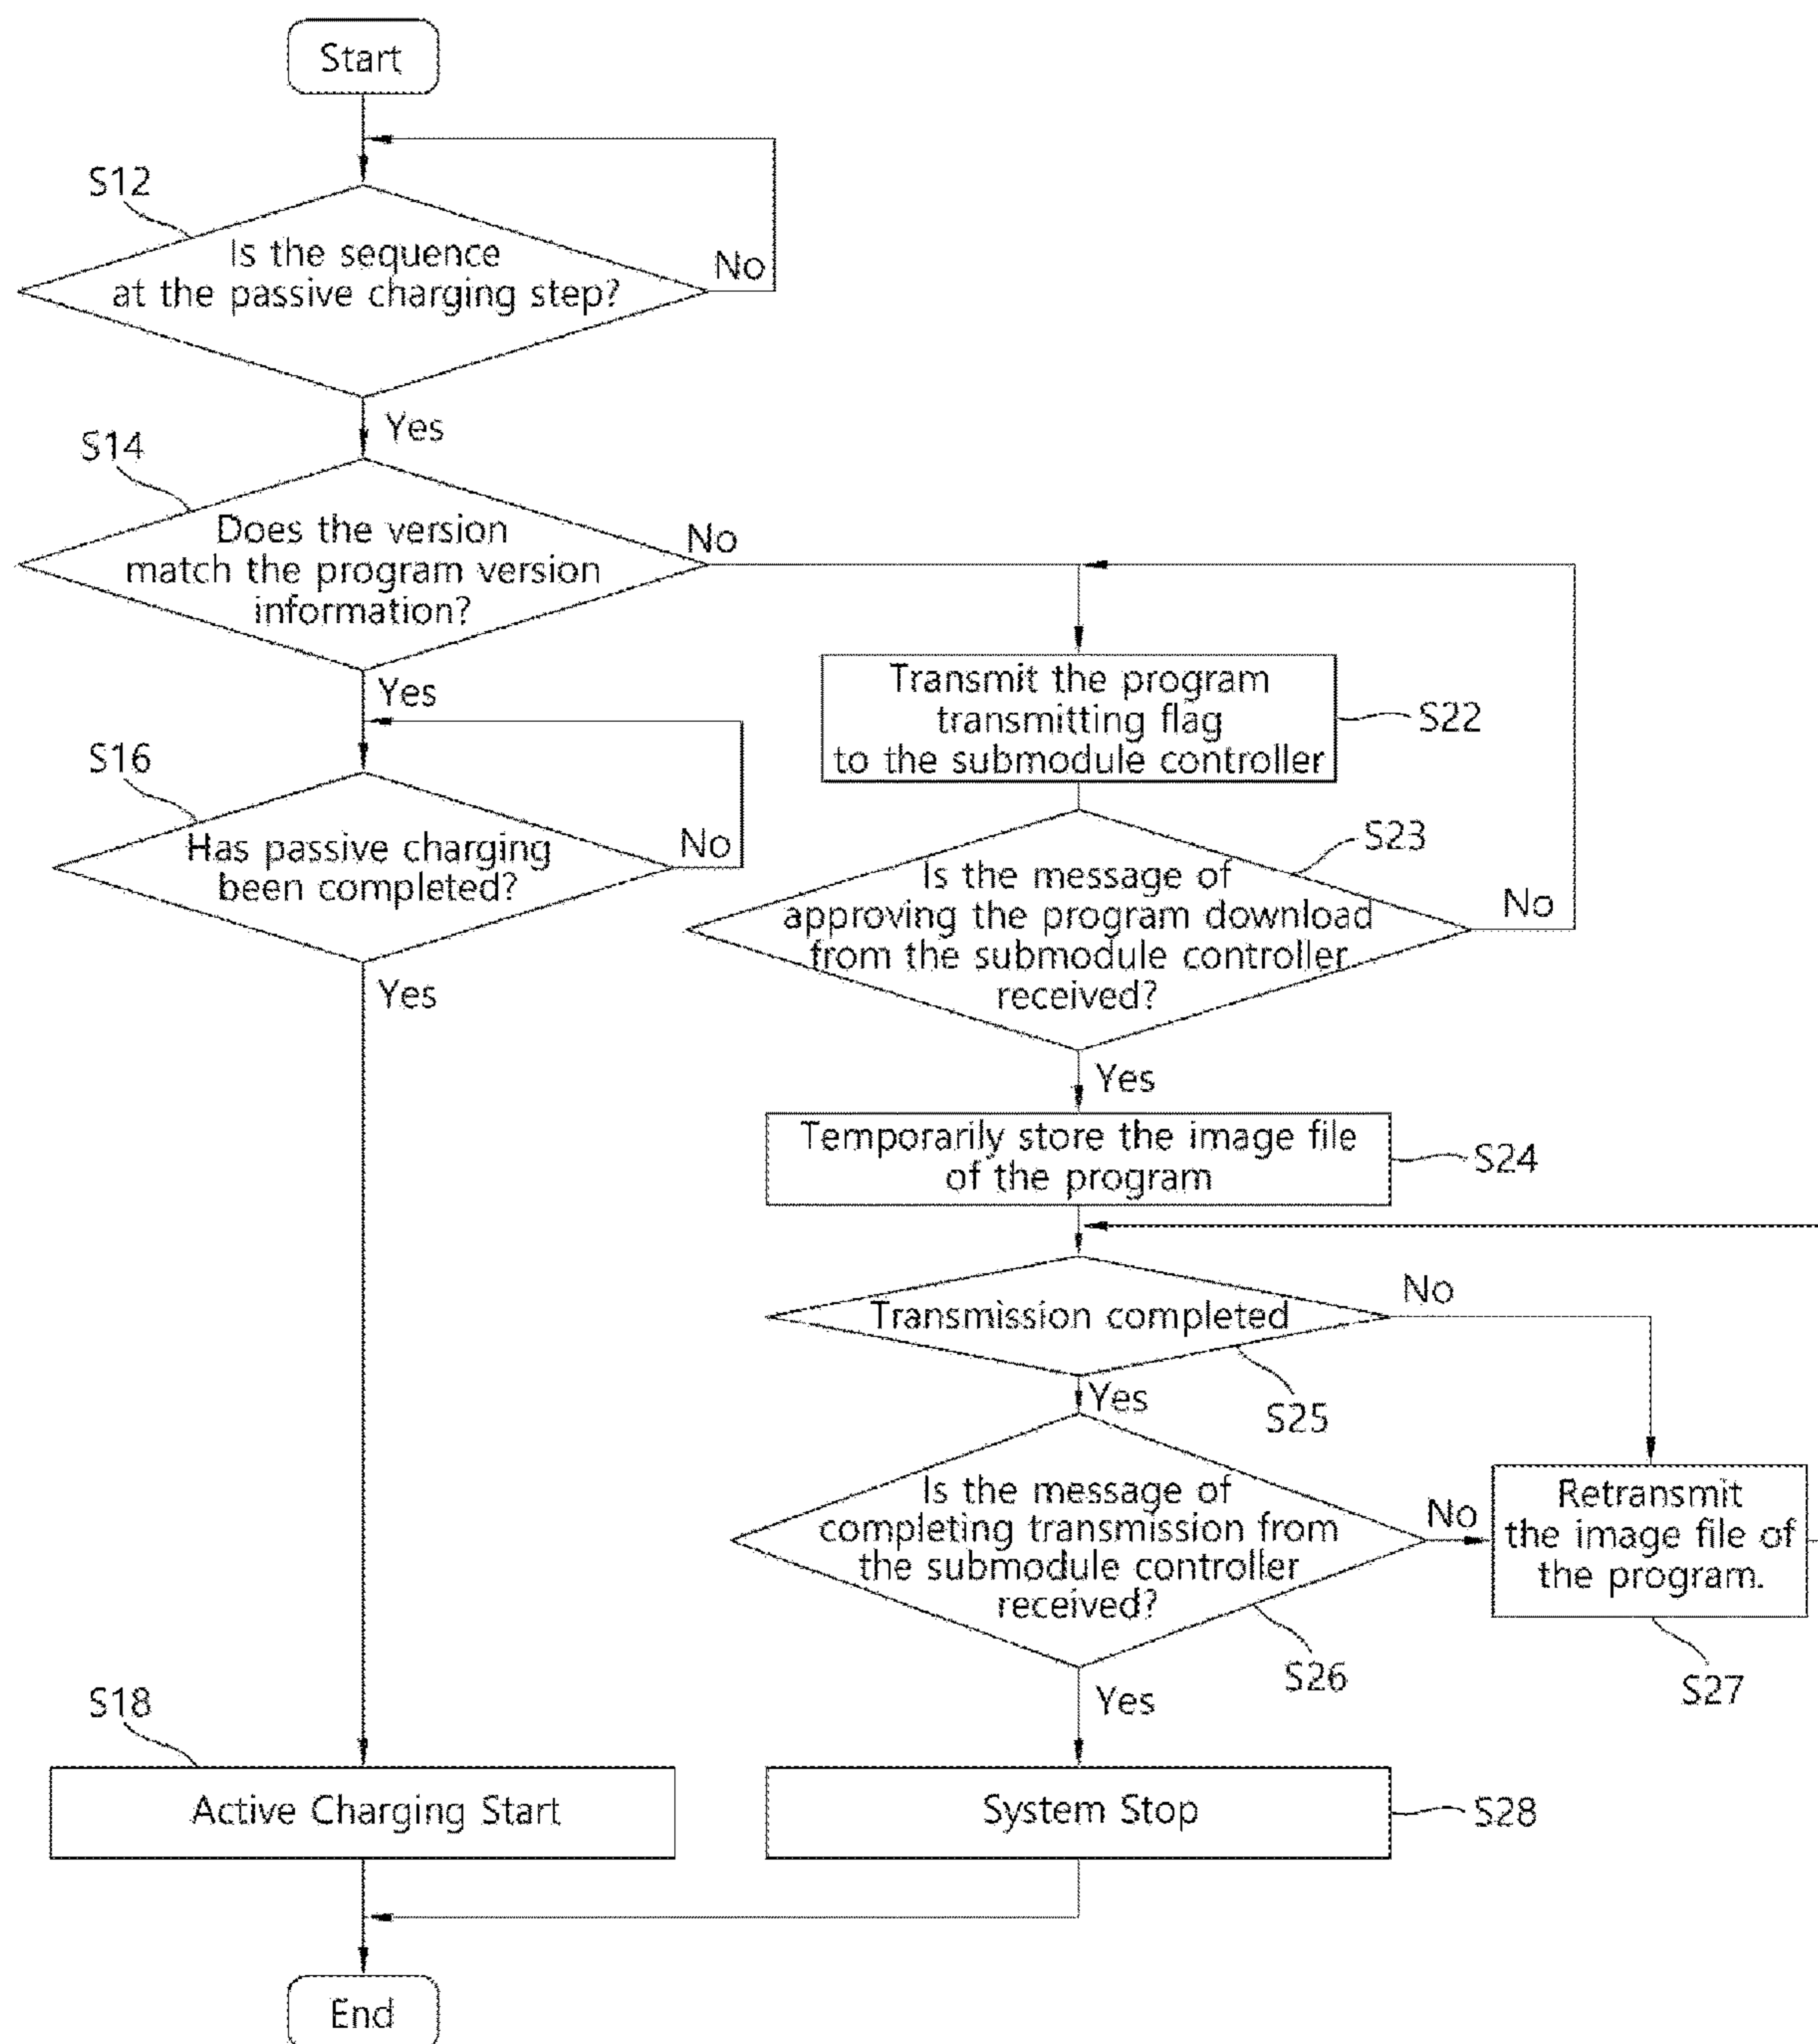 Start
S12
Is the sequence
at the passive charging step?
No
Yes
S14
Does the version
match the program version
information?
No
Yes
Transmit the program
transmitting flag
to the submodule controller
S22
S16
Has passive charging
been completed?
No
Yes
S23
Is the message of
approving the program download
from the submodule controller
received?
No
Yes
Temporarily store the image file
of the program
S24
Transmission completed
No
S25
Yes
Is the message of
completing transmission from
the submodule controller
received?
No
Retransmit
the image file of
the program.
S26
S27
Yes
S18
Active Charging Start
System Stop
S28
End